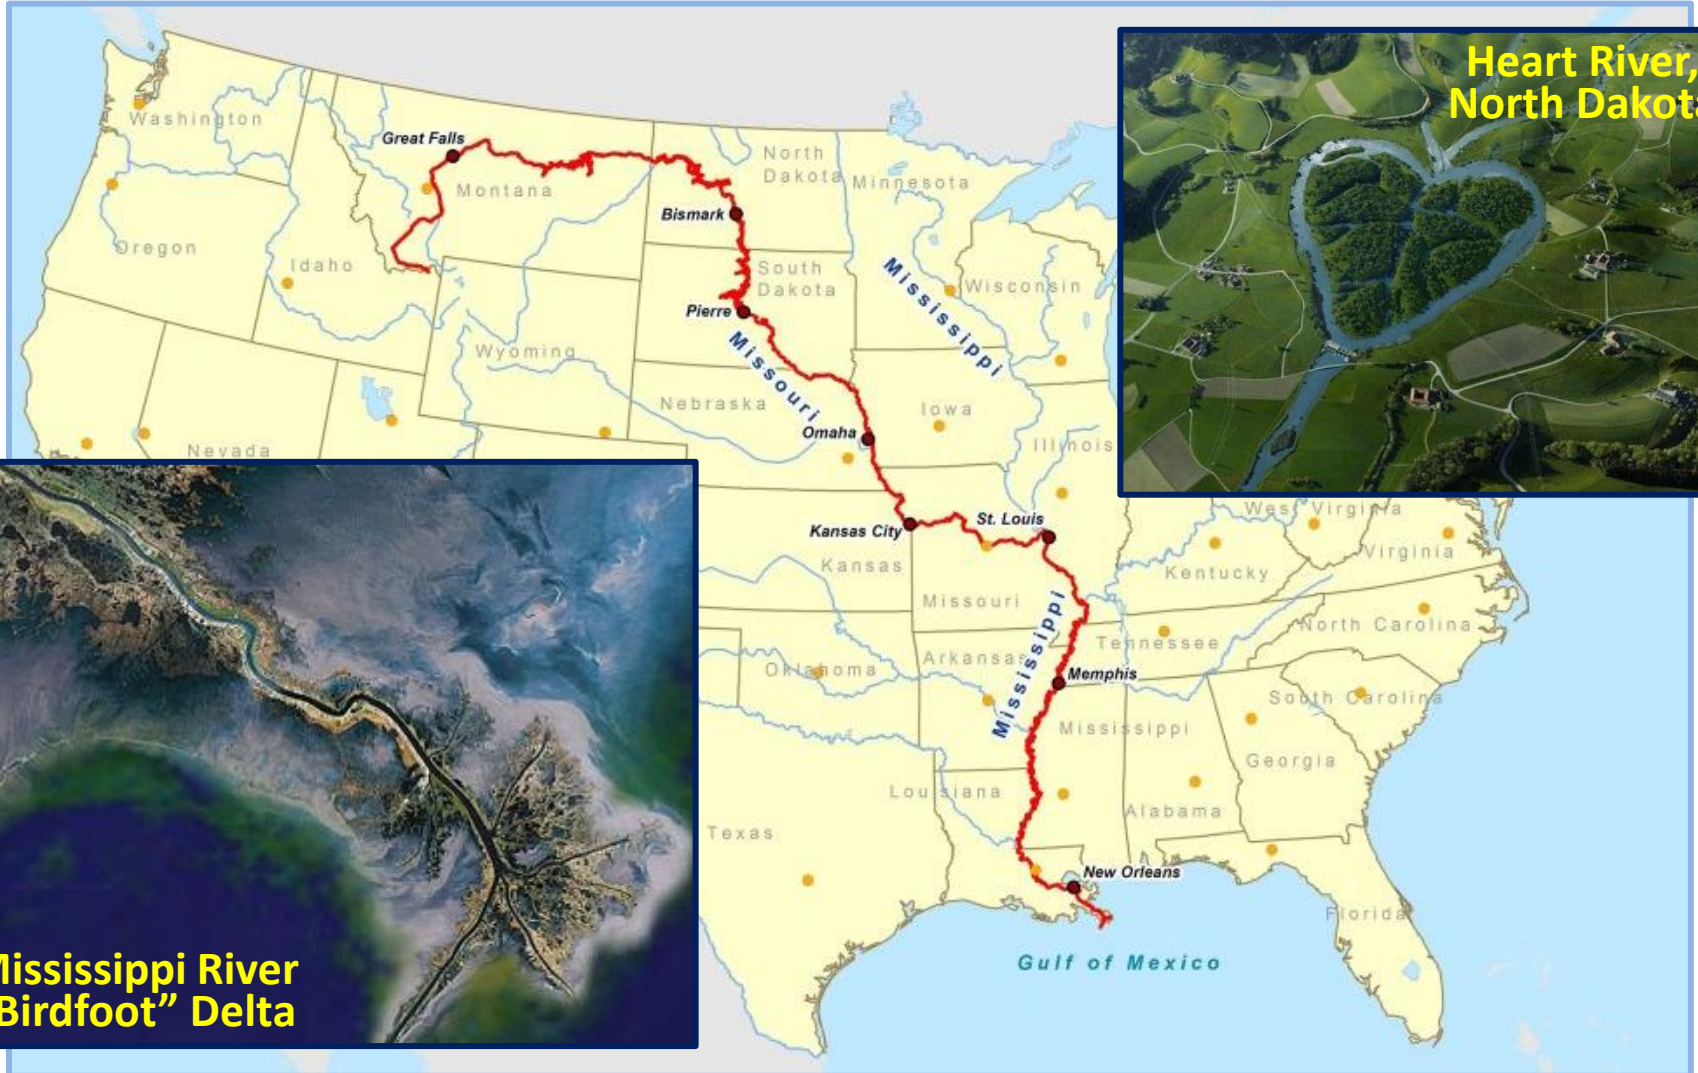 Heart River,
North Dakota
Washington
Great Falls
Montana
North
Dakota
Minnesota
Bismark
Oregon
Idaho
South
Dakota
Mississippi
Wisconsin
Pierre
Missouri
Wyoming
Nebraska
Iowa
Omaha
Illinois
Nevada
Kansas City
St. Louis
West Virginia
Virginia
Kansas
Kentucky
Missouri
Mississippi
North Carolina
Tennessee
Arkansas
Oklahoma
Memphis
South Carolina
Mississippi
Georgia
Louisiana
Alabama
Texas
New Orleans
Florida
Gulf of Mexico
Mississippi River
Birdfoot” Delta